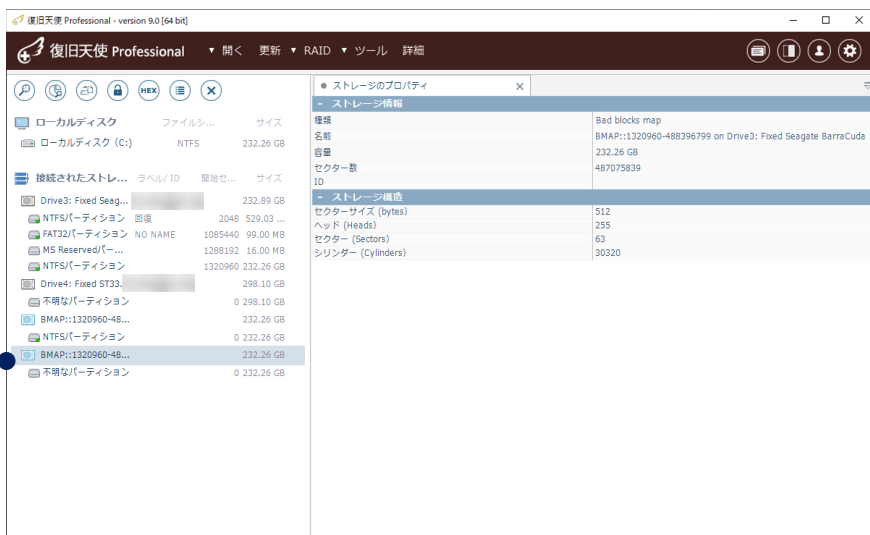 復旧天使 Professional - version 9.0 [64 bit]
復旧天使 Professional ▼ 開く 更新 ▼ RAID ▼ ツール 詳細
HEX
ローカルディスク ファイルシ... サイズ
ローカルディスク (C:) NTFS 232.26 GB
接続されたストレ... ラベル/ ID 開始セ... サイズ
Drive3: Fixed Seag... 232.89 GB
NTFSパーティション 回復 2048 529.03 ...
FAT32パーティション NO NAME 1085440 99.00 MB
MS Reservedパー... 1288192 16.00 MB
NTFSパーティション 1320960 232.26 GB
Drive4: Fixed ST33. 298.10 GB
不明なパーティション 0 298.10 GB
BMAP::1320960-48... 232.26 GB
NTFSパーティション 0 232.26 GB
BMAP::1320960-48... 232.26 GB
不明なパーティション 0 232.26 GB
ストレージのプロパティ
- ストレージ情報
種類 Bad blocks map
名前 BMAP::1320960-488396799 on Drive3: Fixed Seagate BarraCuda
容量 232.26 GB
セクター数 487075839
ID
- ストレージ構造
セクターサイズ (bytes) 512
ヘッド (Heads) 255
セクター (Sectors) 63
シリンダー (Cylinders) 30320